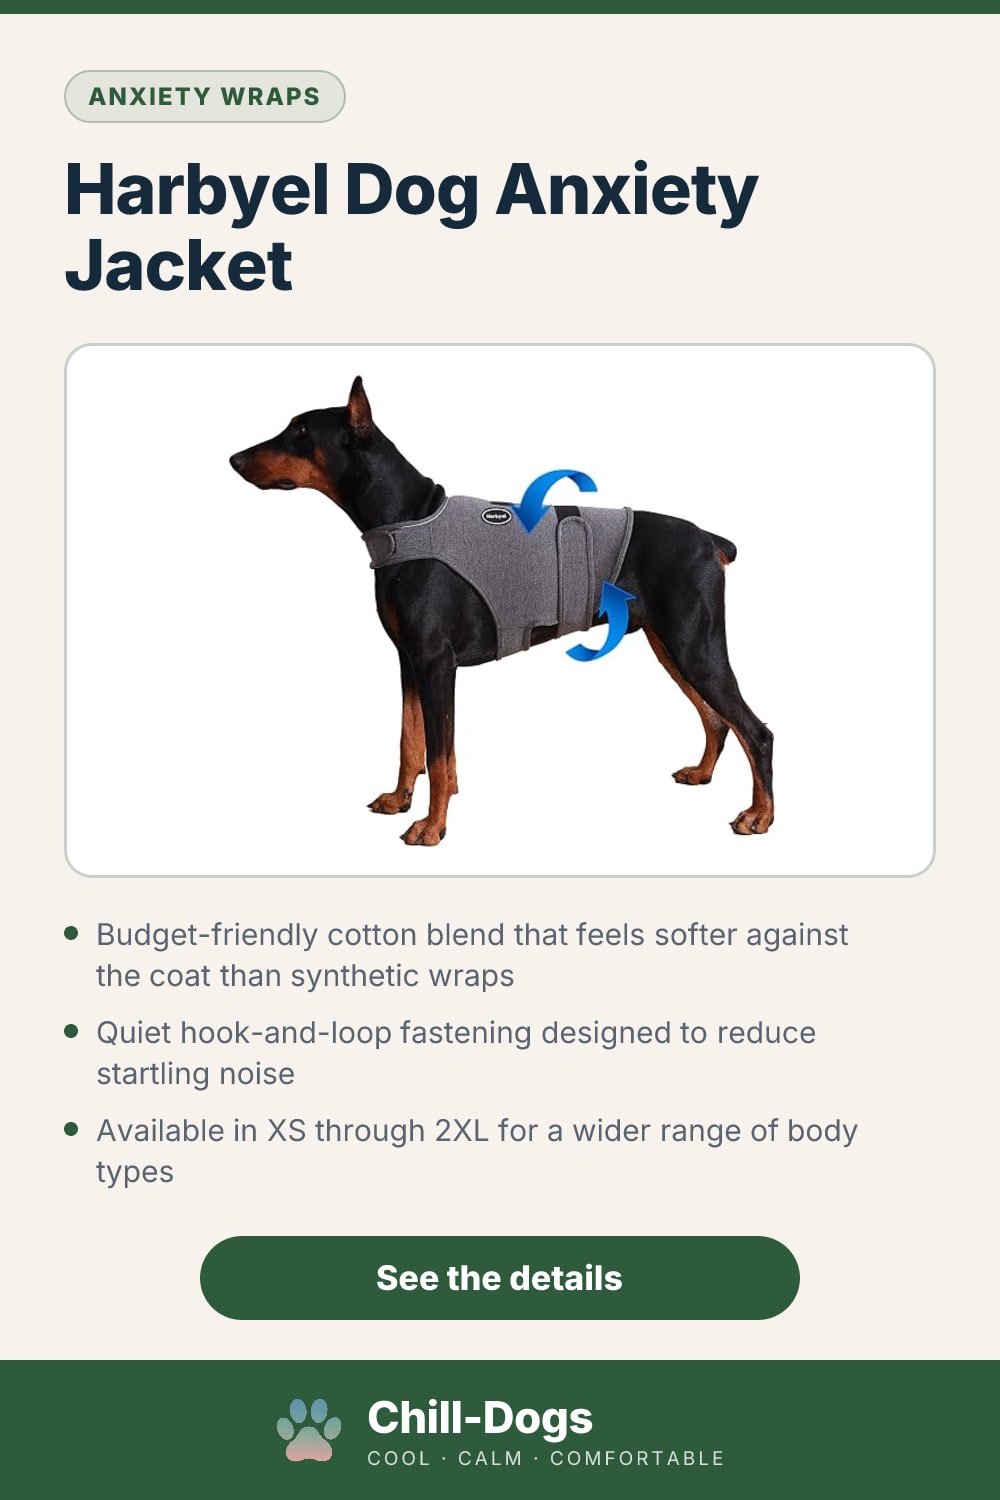 ANXIETY WRAPS
Harbyel Dog Anxiety
Jacket
Harbyel
Budget-friendly cotton blend that feels softer against
the coat than synthetic wraps
Quiet hook-and-loop fastening designed to reduce
startling noise
Available in XS through 2XL for a wider range of body
types
See the details
Chill-Dogs
COOL · CALM · COMFORTABLE